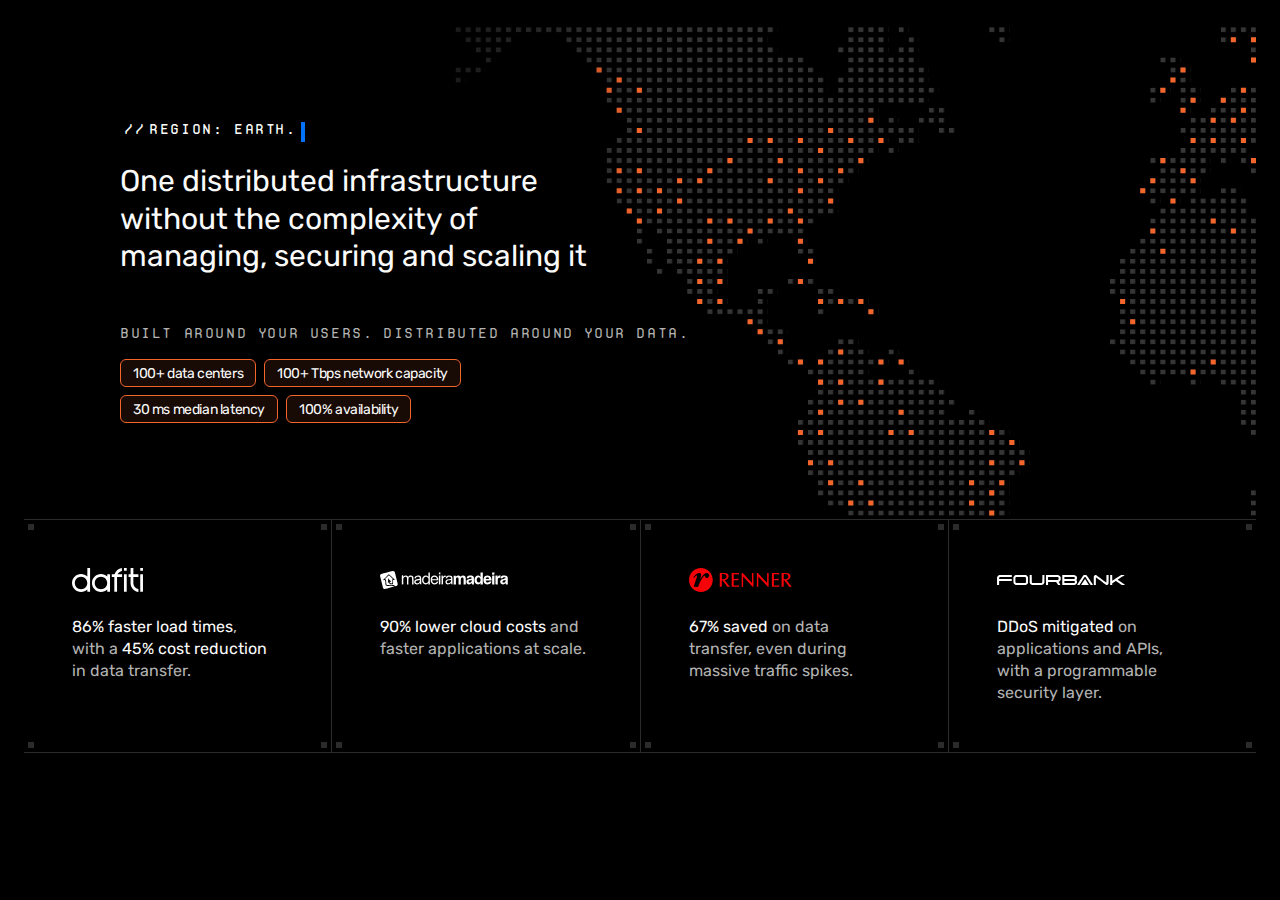 //REGION: EARTH.
One distributed infrastructure
without the complexity of
managing, securing and scaling it
BUILT AROUND YOUR USERS. DISTRIBUTED AROUND YOUR DATA.
100+ data centers
100+ Tbps network capacity
30 ms median latency
100% availability
dafiti
86% faster load times,
with a 45% cost reduction
in data transfer.
madeiramadeira
90% lower cloud costs and
faster applications at scale.
r RENNER
67% saved on data
transfer, even during
massive traffic spikes.
FOURBANK
DDoS mitigated on
applications and APIs,
with a programmable
security layer.